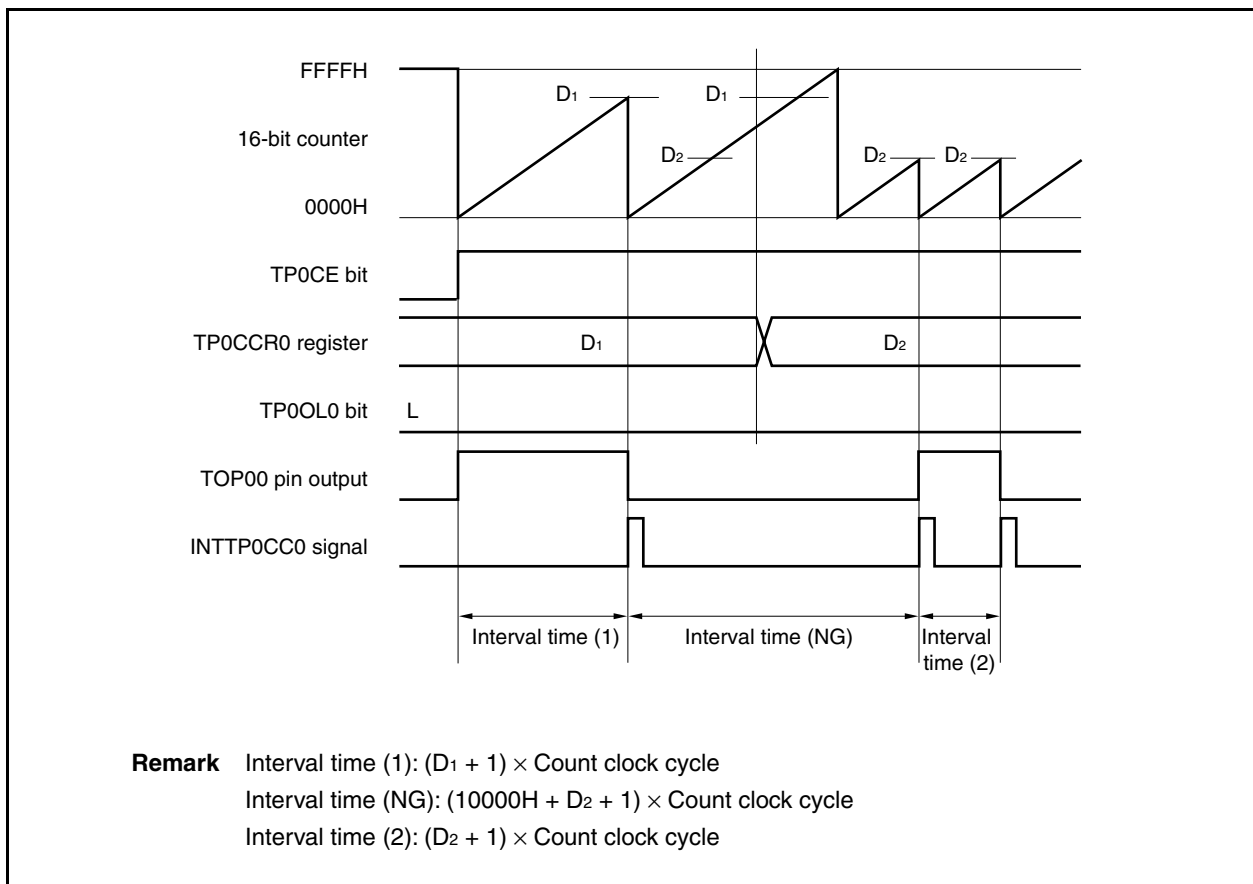 FFFFH
D1
D1
16-bit counter
D2
D2
D2
0000H
TP0CE bit
TP0CCR0 register
D1
D2
TP0OL0 bit
L
TOP00 pin output
INTTP0CC0 signal
Interval time (1)
Interval time (NG)
Interval
time (2)
Remark Interval time (1): (D1 + 1) × Count clock cycle
Interval time (NG): (10000H + D2 + 1) × Count clock cycle
Interval time (2): (D2 + 1) × Count clock cycle